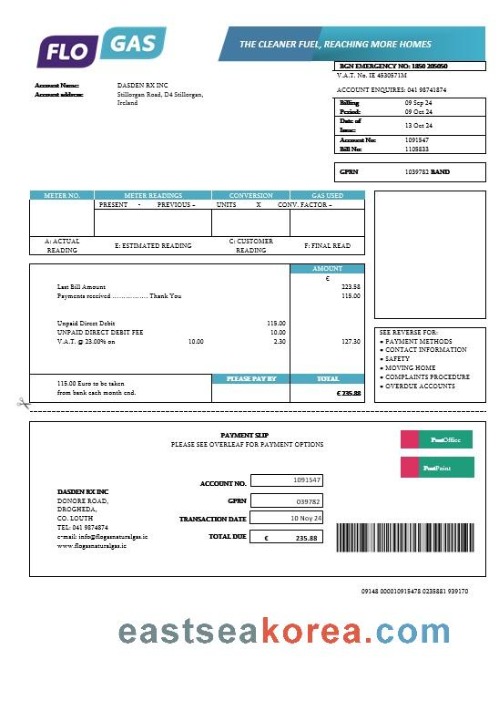 FLO GAS
THE CLEANER FUEL, REACHING MORE HOMES
BGN EMERGENCY NO: 1850 205050
V.A.T. No. IE 4530571M
Account Name: DASDEN RX INC
Account address: Stillorgan Road, D4 Stillorgan,
Ireland
ACCOUNT ENQUIRES: 041 98741874
Billing 09 Sep 24
Period: 09 Oct 24
Date of
Issue: 13 Oct 24
Account No: 1091547
Bill No: 1105833
GPRN 1039782 BAND
METER NO. METER READINGS CONVERSION GAS USED
PRESENT - PREVIOUS – UNITS X CONV. FACTOR –
A: ACTUAL
READING
E: ESTIMATED READING
C: CUSTOMER
READING
F: FINAL READ
AMOUNT
€
Last Bill Amount 223.58
Payments received ……………… Thank You 115.00
Unpaid Direct Debit 115.00
UNPAID DIRECT DEBIT FEE 10.00
V.A.T. @ 23.00% on 10.00 2.30 127.30
SEE REVERSE FOR:
● PAYMENT METHODS
● CONTACT INFORMATION
● SAFETY
● MOVING HOME
● COMPLAINTS PROCEDURE
● OVERDUE ACCOUNTS
PLEASE PAY BY TOTAL
115.00 Euro to be taken
from bank each month end.
€ 235.88
PAYMENT SLIP
PLEASE SEE OVERLEAF FOR PAYMENT OPTIONS
PostOffice
PostPoint
ACCOUNT NO. 1091547
GPRN 039782
TRANSACTION DATE 10 Nov 24
TOTAL DUE € 235.88
DASDEN RX INC
DONORE ROAD,
DROGHEDA,
CO. LOUTH
TEL: 041 9874874
e-mail: info@flogasnaturalgas.ie
www.flogasnaturalgas.ie
09148 000010915478 0235881 939170
eastseakorea.com